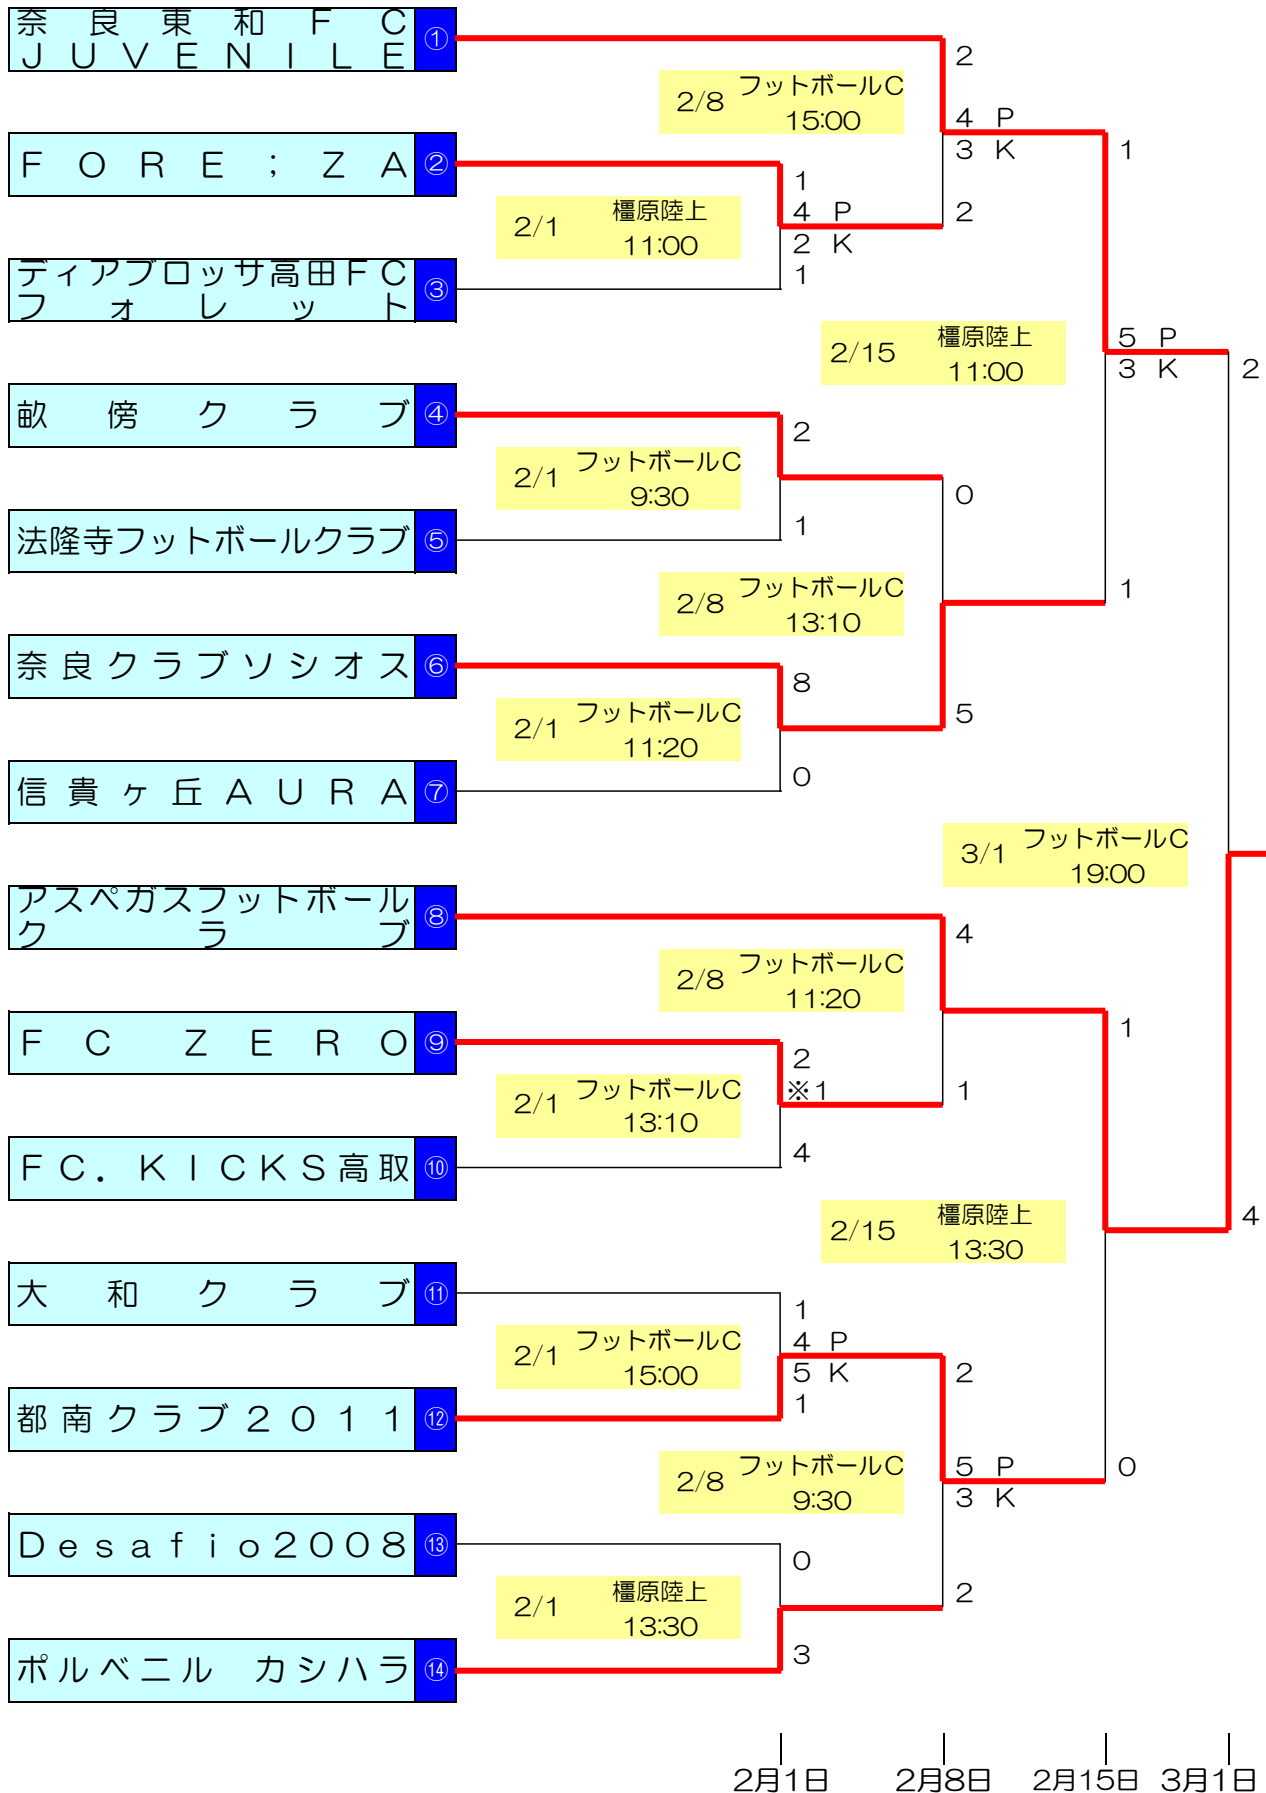 奈良東和FC
JUVENILE
①
2
2/8 フットボールC
15:00
4 P
3 K
1
FORE;ZA
②
1
2/1 橿原陸上
11:00
4 P
2 K
2
1
ディアブロッサ高田FC
フォレット
③
2/15 橿原陸上
11:00
5 P
3 K
2
畝傍クラブ
④
2
2/1 フットボールC
9:30
0
1
法隆寺フットボールクラブ
⑤
2/8 フットボールC
13:10
1
奈良クラブソシオス
⑥
8
2/1 フットボールC
11:20
5
0
信貴ヶ丘AURA
⑦
3/1 フットボールC
19:00
アスペガスフットボール
クラブ
⑧
4
2/8 フットボールC
11:20
1
FC ZERO
⑨
2
※1
2/1 フットボールC
13:10
1
4
FC.KICKS高取
⑩
2/15 橿原陸上
13:30
4
大和クラブ
⑪
1
2/1 フットボールC
15:00
4 P
5 K
2
1
都南クラブ2011
⑫
2/8 フットボールC
9:30
5 P
3 K
0
Desafio2008
⑬
0
2/1 橿原陸上
13:30
2
3
ポルベニル カシハラ
⑭
2月1日 2月8日 2月15日 3月1日